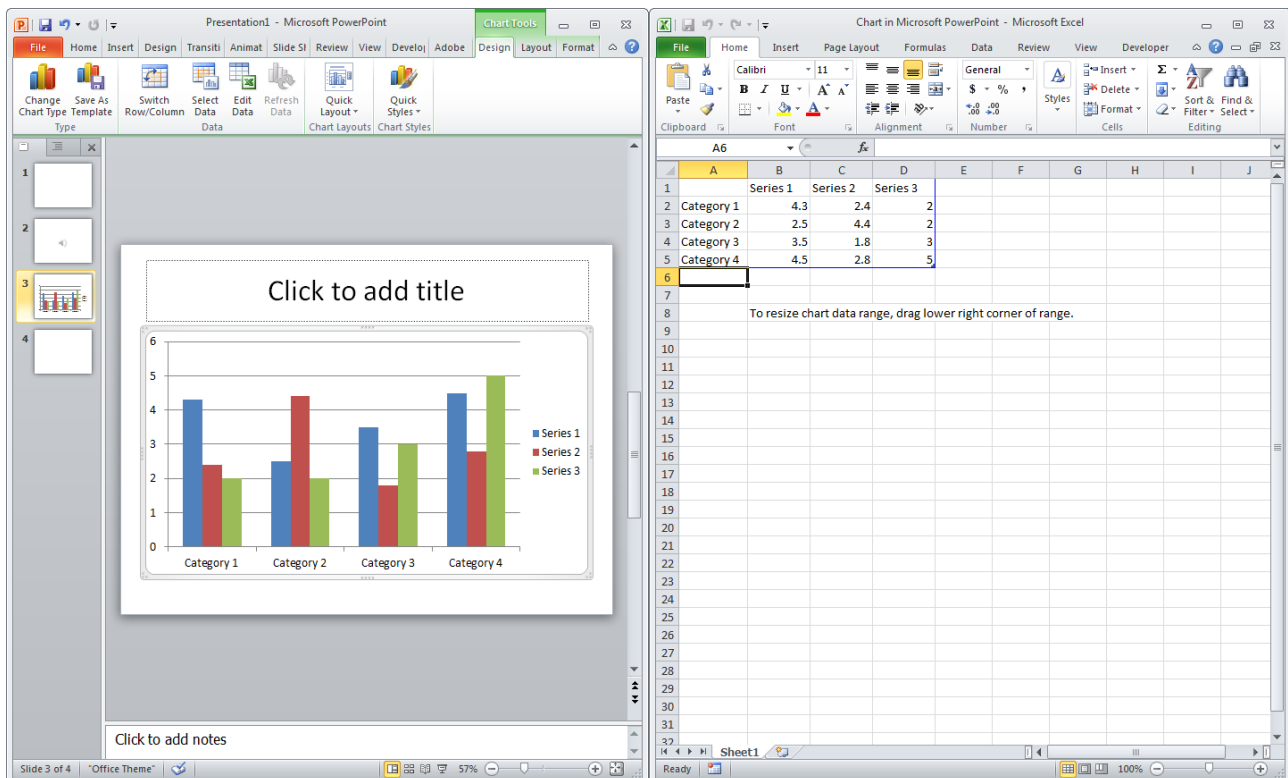 Presentation1 - Microsoft PowerPoint
Chart Tools
File Home Insert Design Transiti Animat Slide Sl Review View Develo Adobe Design Layout Format
Change Chart Type
Save As Template
Switch Row/Column
Select Data
Edit Data
Refresh Data
Quick Layout
Quick Styles
Type Data Chart Layouts Chart Styles
1
2
3
4
Click to add title
6
5
4
3
2
1
0
Category 1 Category 2 Category 3 Category 4
Series 1
Series 2
Series 3
Click to add notes
Slide 3 of 4 "Office Theme" 57%
Chart in Microsoft PowerPoint - Microsoft Excel
File Home Insert Page Layout Formulas Data Review View Developer
Paste
Calibri 11
B I U
General
$ % ,
Styles
Insert
Delete
Format
Sort & Filter
Find & Select
Clipboard Font Alignment Number Cells Editing
A6 fx
A B C D E F G H I J
1 Series 1 Series 2 Series 3
2 Category 1 4.3 2.4 2
3 Category 2 2.5 4.4 2
4 Category 3 3.5 1.8 3
5 Category 4 4.5 2.8 5
6
7
8 To resize chart data range, drag lower right corner of range.
9
10
11
12
13
14
15
16
17
18
19
20
21
22
23
24
25
26
27
28
29
30
31
32
Sheet1
Ready 100%